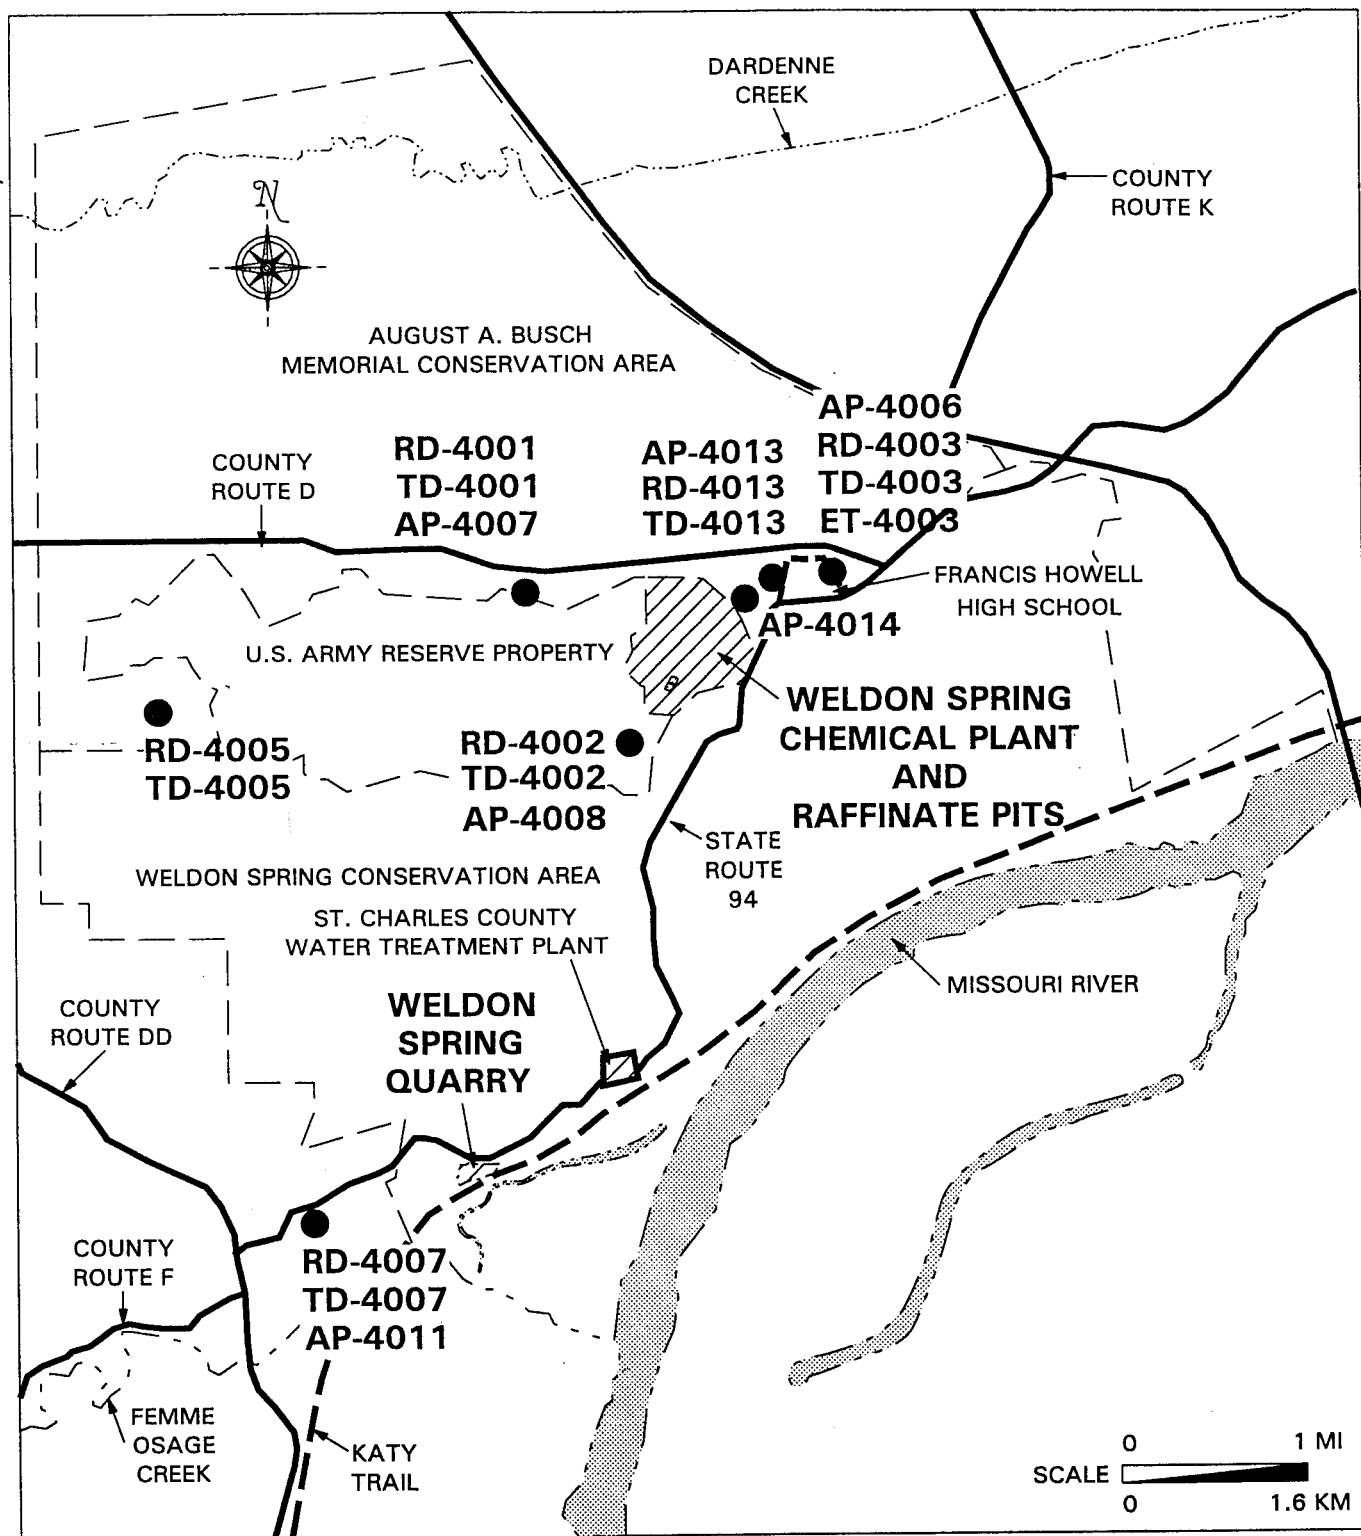 DARDENNE
CREEK
COUNTY
ROUTE K
N
AUGUST A. BUSCH
MEMORIAL CONSERVATION AREA
AP-4006
RD-4003
TD-4003
ET-4003
COUNTY
ROUTE D
RD-4001
TD-4001
AP-4007
AP-4013
RD-4013
TD-4013
FRANCIS HOWELL
HIGH SCHOOL
AP-4014
U.S. ARMY RESERVE PROPERTY
WELDON SPRING
CHEMICAL PLANT
AND
RAFFINATE PITS
RD-4005
TD-4005
RD-4002
TD-4002
AP-4008
STATE
ROUTE
94
WELDON SPRING CONSERVATION AREA
ST. CHARLES COUNTY
WATER TREATMENT PLANT
MISSOURI RIVER
COUNTY
ROUTE DD
WELDON
SPRING
QUARRY
COUNTY
ROUTE F
RD-4007
TD-4007
AP-4011
FEMME
OSAGE
CREEK
KATY
TRAIL
0 1 MI
SCALE
0 1.6 KM